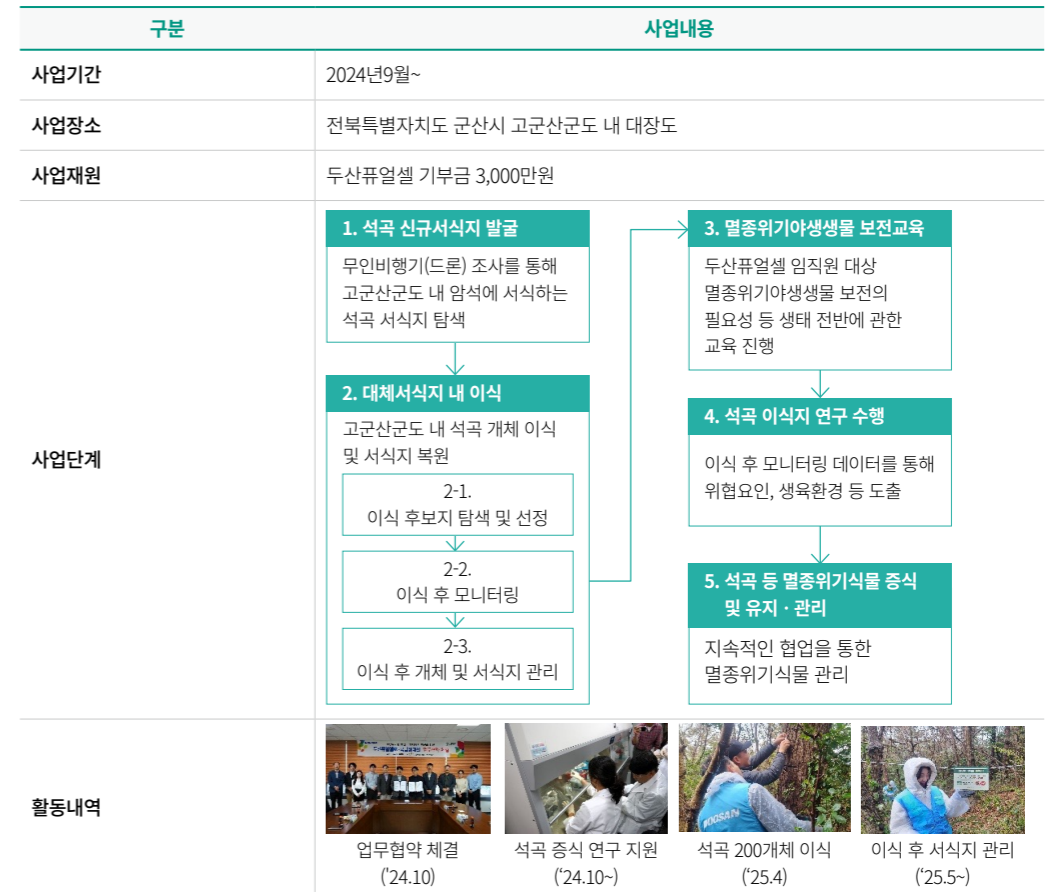 구분
사업내용
사업기간
2024년9월~
사업장소
전북특별자치도 군산시 고군산군도 내 대장도
사업재원
두산퓨얼셀 기부금 3,000만원
사업단계
1. 석곡 신규서식지 발굴
무인비행기(드론) 조사를 통해
고군산군도 내 암석에 서식하는
석곡 서식지 탐색
2. 대체서식지 내 이식
고군산군도 내 석곡 개체 이식
및 서식지 복원
2-1.
이식 후보지 탐색 및 선정
2-2.
이식 후 모니터링
2-3.
이식 후 개체 및 서식지 관리
3. 멸종위기야생생물 보전교육
두산퓨얼셀 임직원 대상
멸종위기야생생물 보전의
필요성 등 생태 전반에 관한
교육 진행
4. 석곡 이식지 연구 수행
이식 후 모니터링 데이터를 통해
위협요인, 생육환경 등 도출
5. 석곡 등 멸종위기식물 증식
및 유지 · 관리
지속적인 협업을 통한
멸종위기식물 관리
활동내역
DOOSAN
업무협약 체결
('24.10)
석곡 증식 연구 지원
(‘24.10~)
석곡 200개체 이식
(‘25.4)
이식 후 서식지 관리
(‘25.5~)